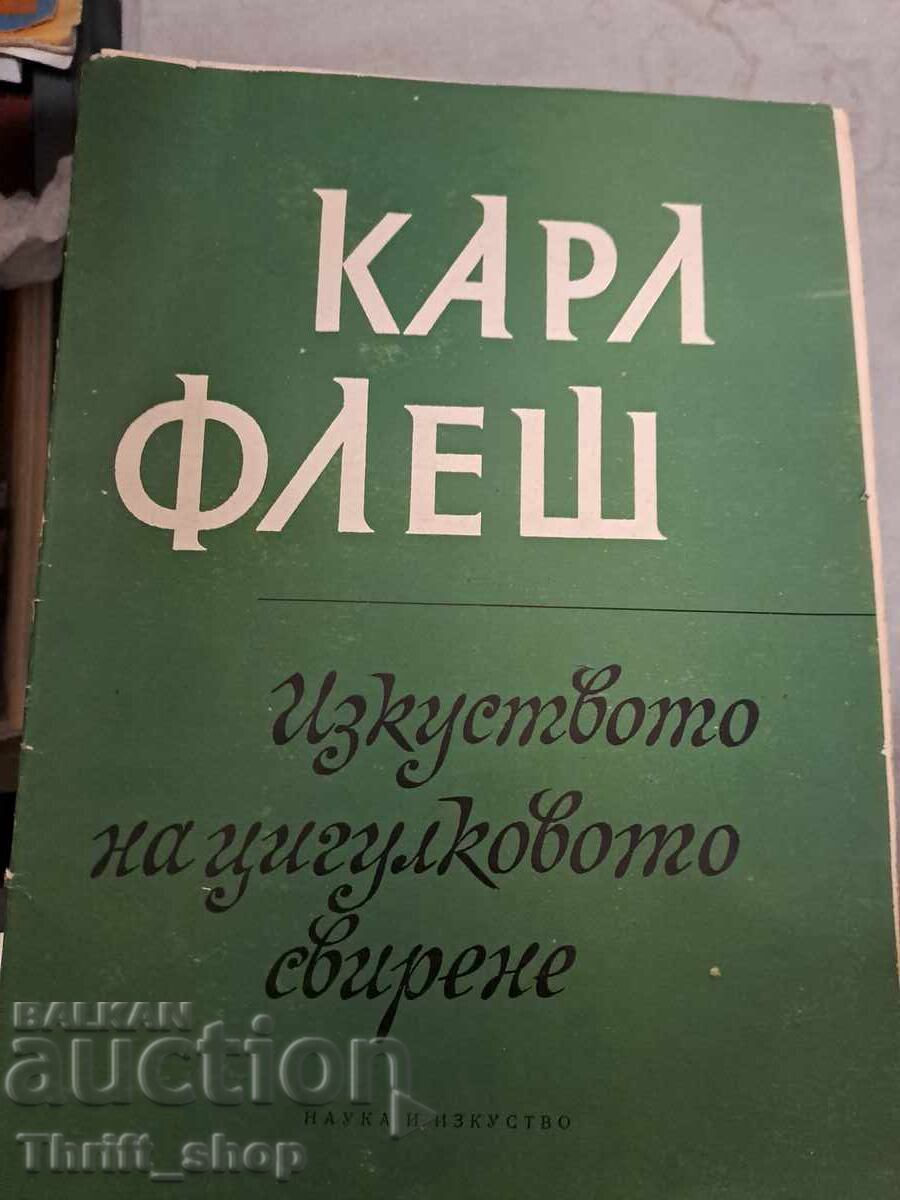 КАРЛ
ФЛЕШ
Изкуството
на цигулковото
свирене
НАУКА И ИЗКУСТВО
BALKAN
auction
Thrift_shop